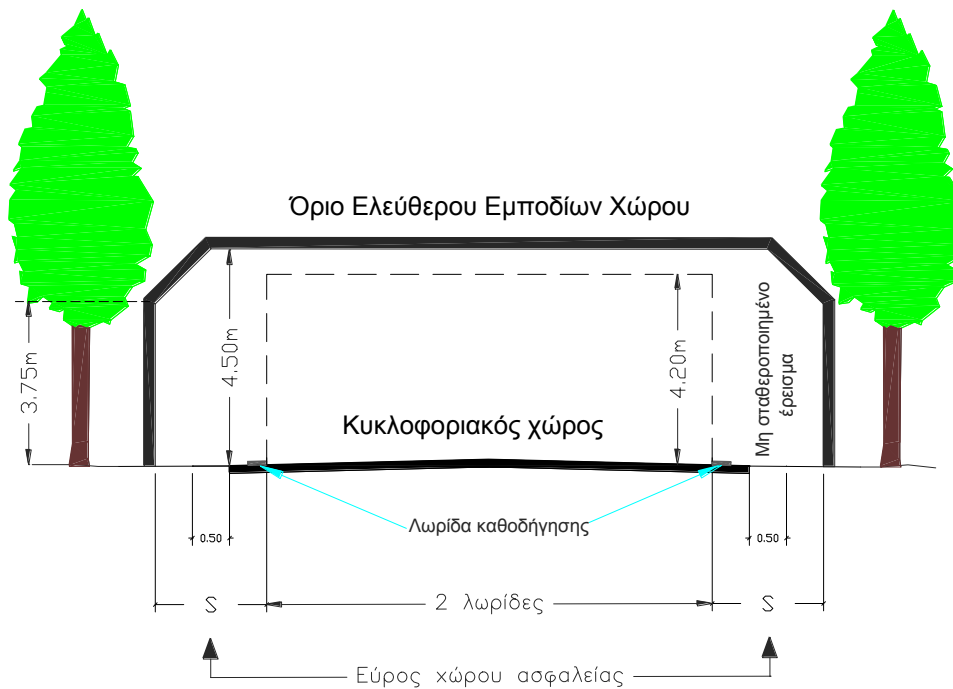 Όριο Ελεύθερου Εμποδίων Χώρου
3.75m
4.50m
4.20m
Μη σταθεροποιημένο
έρεισμα
Κυκλοφοριακός χώρος
Λωρίδα καθοδήγησης
0.50
0.50
S
2 λωρίδες
S
Εύρος χώρου ασφαλείας